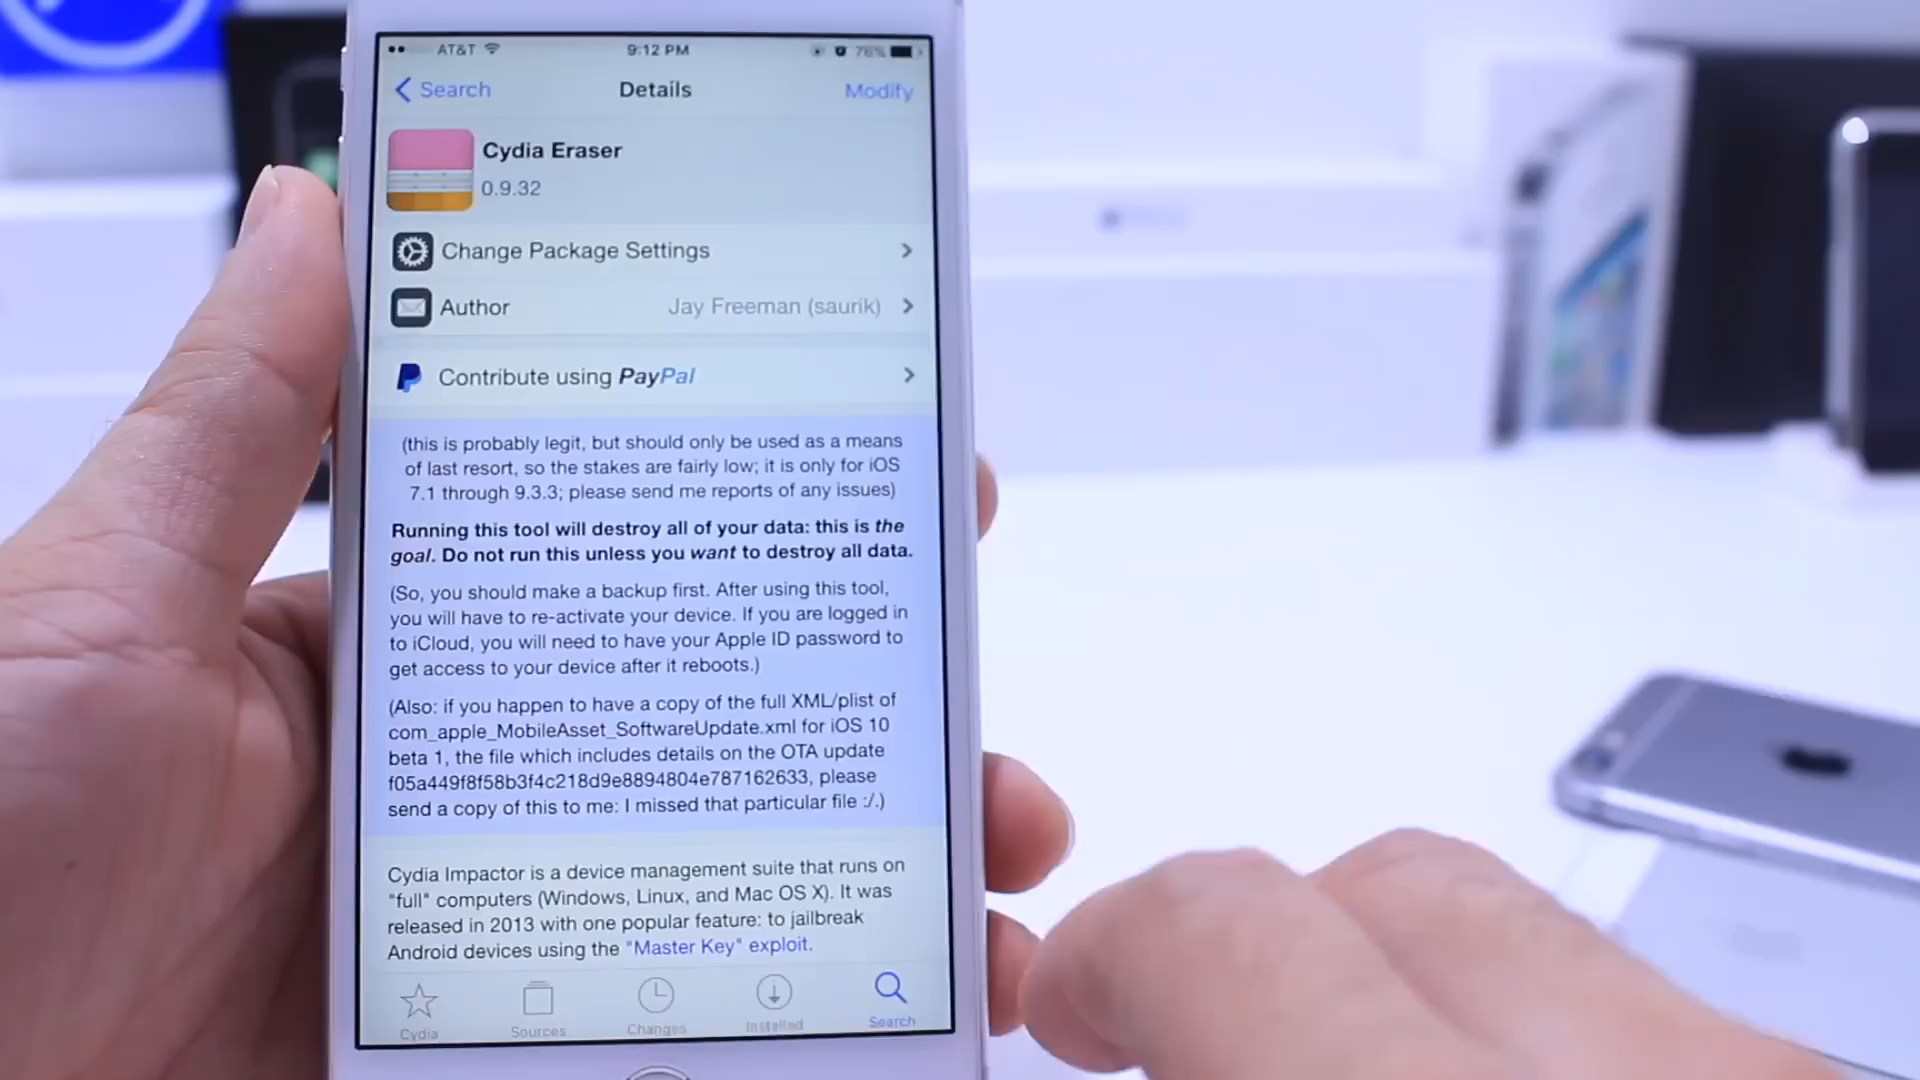 AT&T 9:12 PM 76%
Search Details Modify
Cydia Eraser
0.9.32
Change Package Settings
Author Jay Freeman (saurik)
Contribute using PayPal
(this is probably legit, but should only be used as a means
of last resort, so the stakes are fairly low; it is only for iOS
7.1 through 9.3.3; please send me reports of any issues)
Running this tool will destroy all of your data: this is the
goal. Do not run this unless you want to destroy all data.
(So, you should make a backup first. After using this tool,
you will have to re-activate your device. If you are logged in
to iCloud, you will need to have your Apple ID password to
get access to your device after it reboots.)
(Also: if you happen to have a copy of the full XML/plist of
com_apple_MobileAsset_SoftwareUpdate.xml for iOS 10
beta 1, the file which includes details on the OTA update
f05a449f8f58b3f4c218d9e8894804e787162633, please
send a copy of this to me: I missed that particular file :/.)
Cydia Impactor is a device management suite that runs on
"full" computers (Windows, Linux, and Mac OS X). It was
released in 2013 with one popular feature: to jailbreak
Android devices using the "Master Key" exploit.
Cydia Sources Changes Installed Search